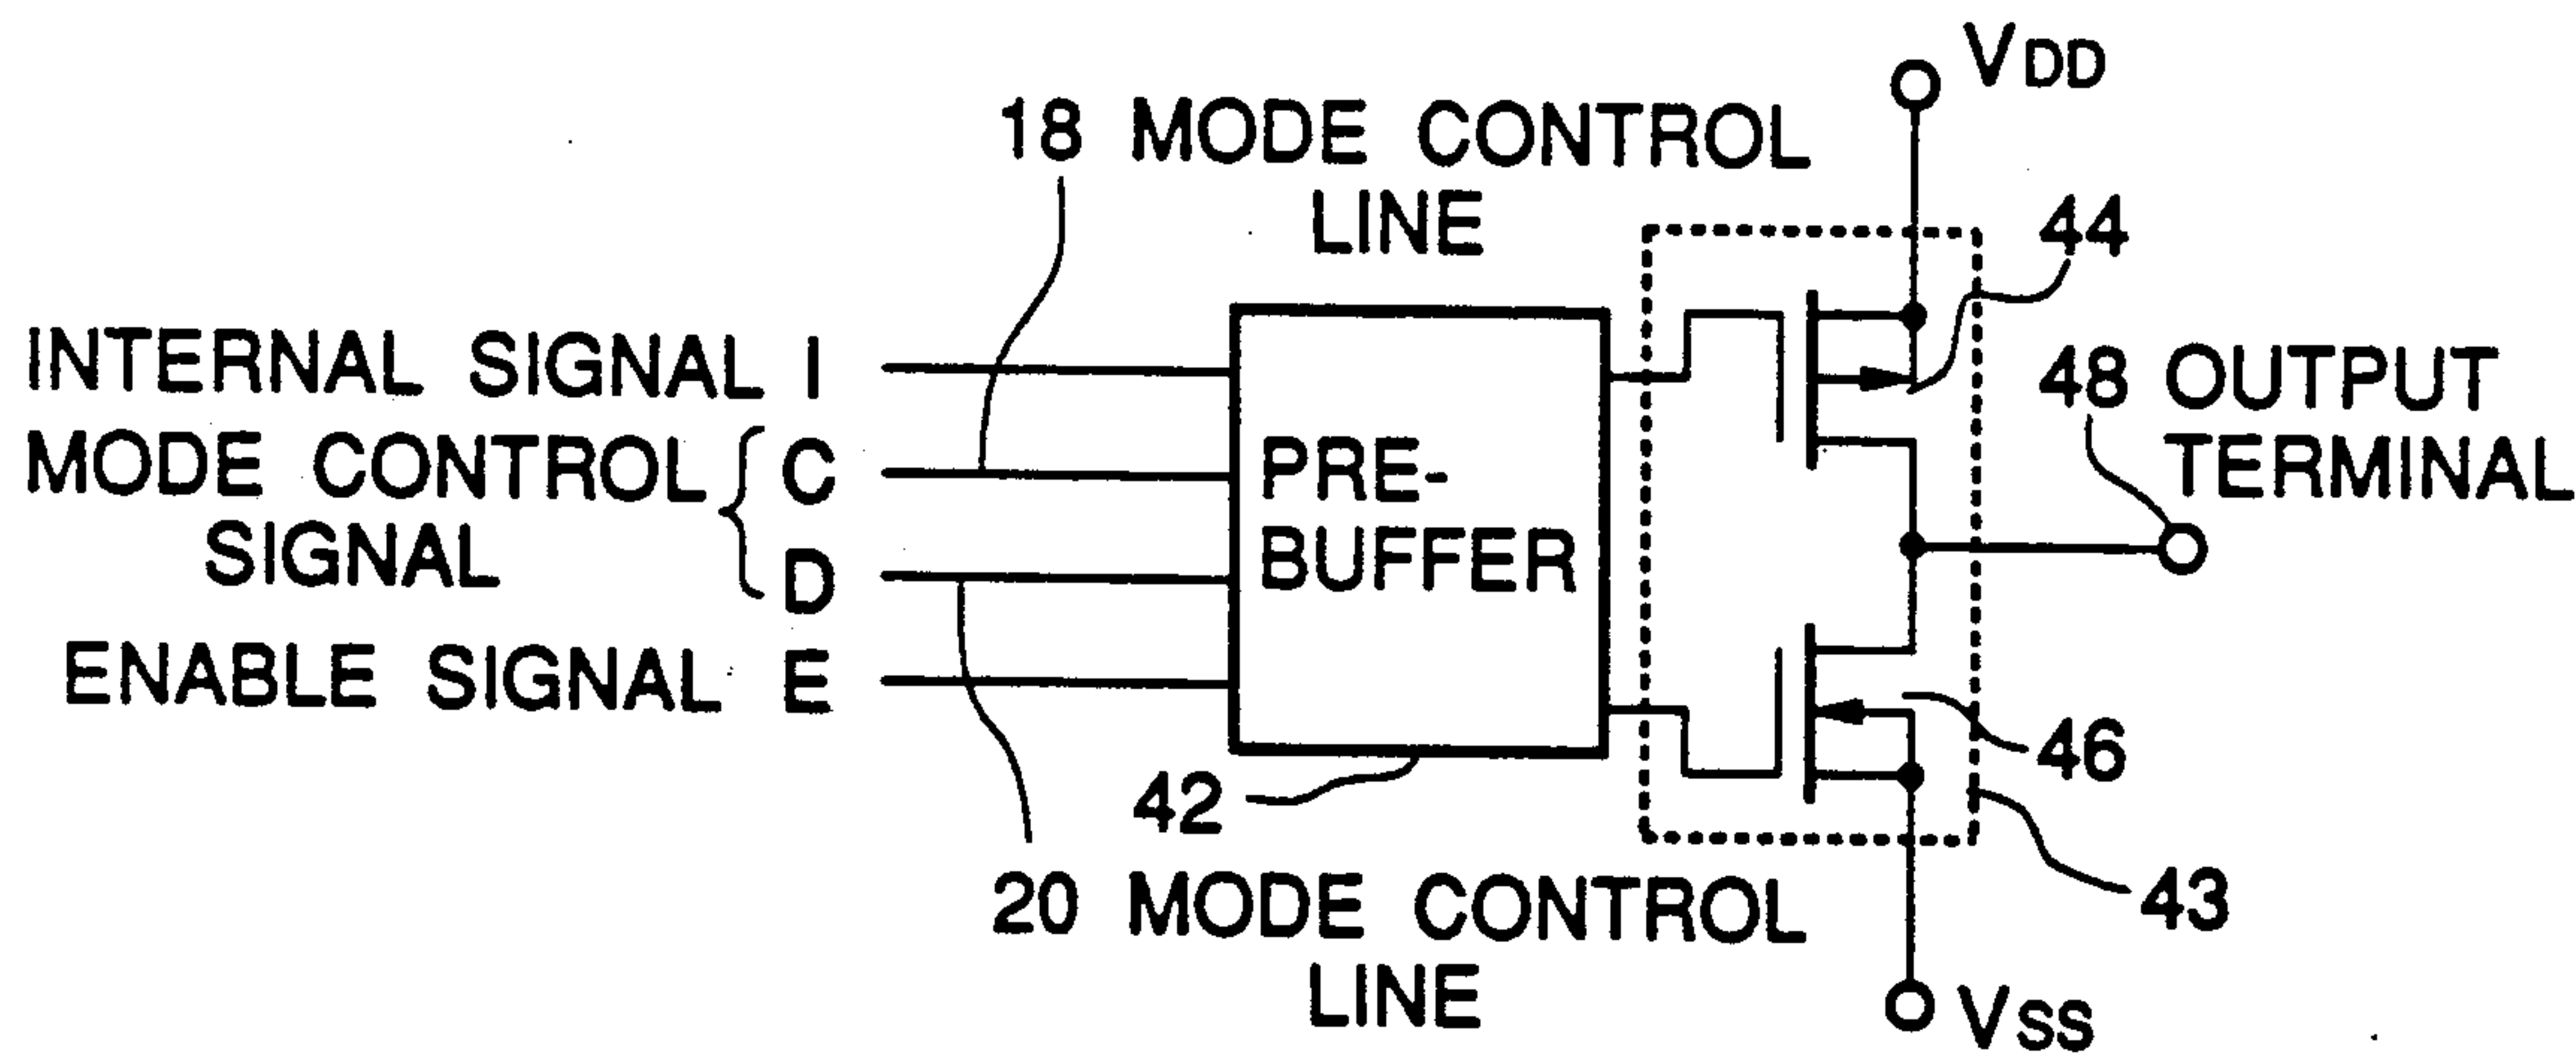 VDD
18 MODE CONTROL
LINE
44
INTERNAL SIGNAL I
48 OUTPUT
TERMINAL
MODE CONTROL
SIGNAL
C
D
PRE-
BUFFER
ENABLE SIGNAL E
46
42
43
20 MODE CONTROL
LINE
VSS